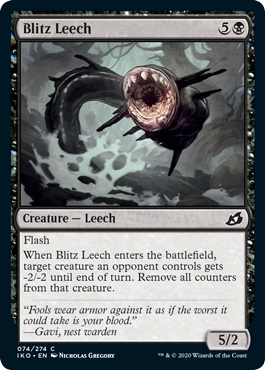 Blitz Leech 5
Creature — Leech
Flash
When Blitz Leech enters the battlefield,
target creature an opponent controls gets
-2/-2 until end of turn. Remove all counters
from that creature.
"Fools wear armor against it as if the worst it
could take is your blood."
—Gavi, nest warden
5/2
074/274 C
IKO • EN NICHOLAS GREGORY
™ & © 2020 Wizards of the Coast